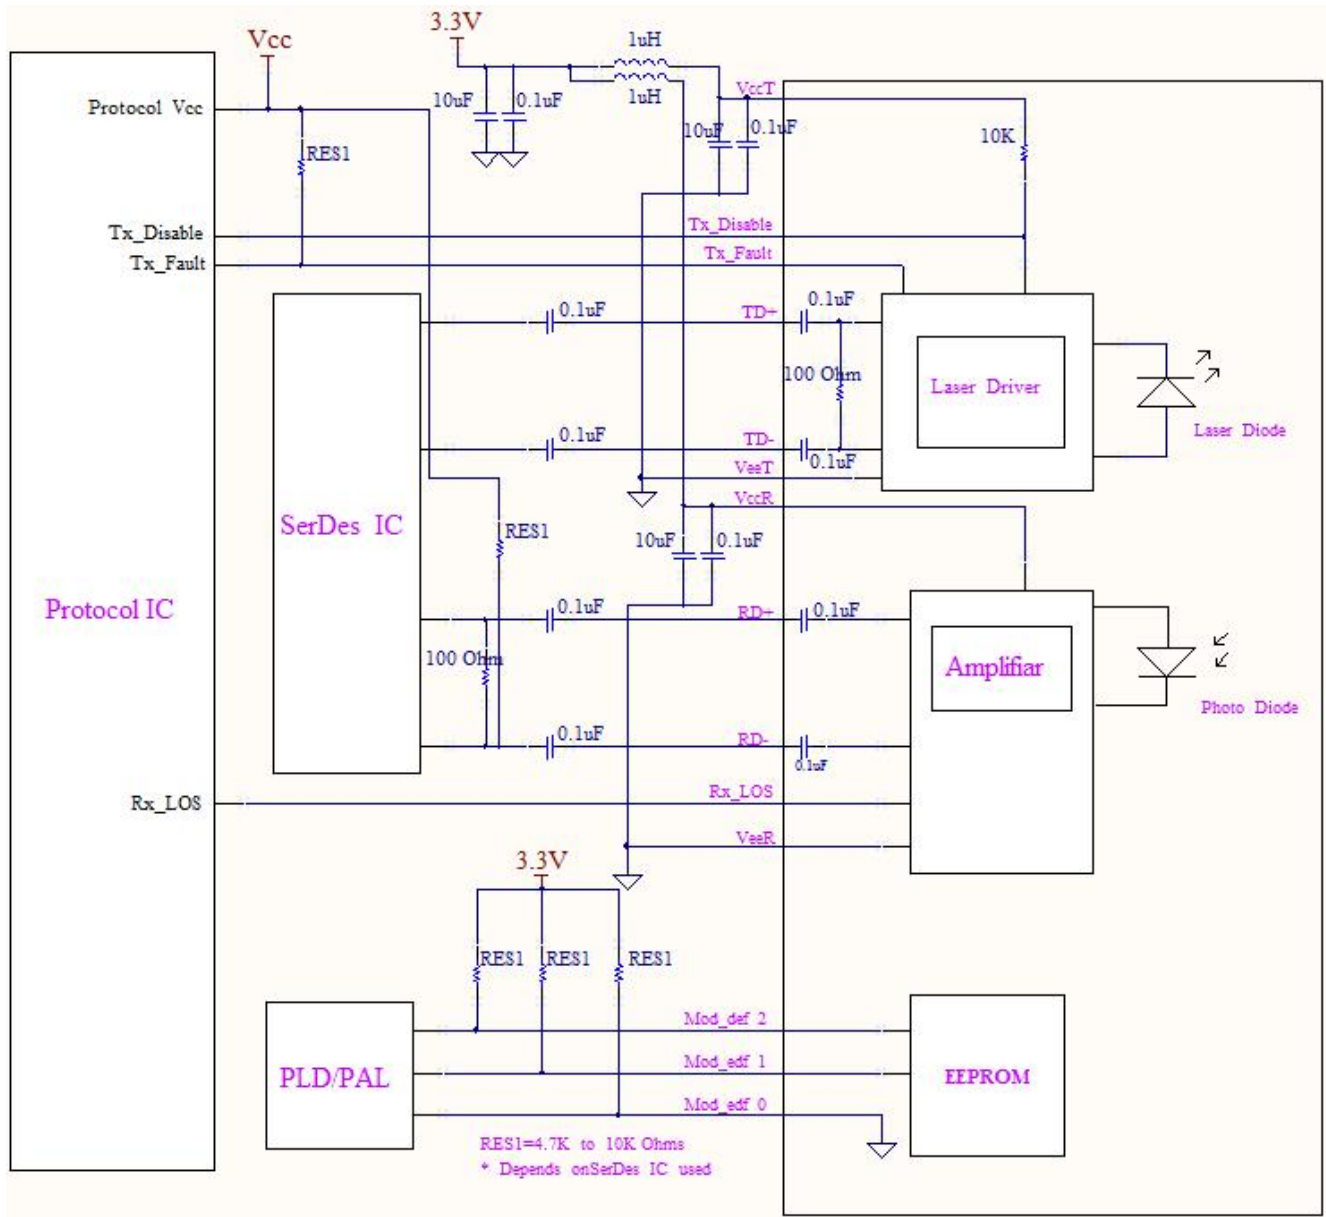 3.3V
Vcc
1uH
Protocol Vcc
10uF
0.1uF
1uH
VccT
RES1
10uF
0.1uF
10K
Tx_Disable
Tx_Disable
Tx_Fault
Tx_Fault
0.1uF
TD+
0.1uF
100 Ohm
Laser Driver
Laser Diode
0.1uF
TD-
0.1uF
VeeT
VccR
SerDes IC
RES1
10uF
0.1uF
Protocol IC
0.1uF
RD+
0.1uF
100 Ohm
Amplifiar
Photo Diode
0.1uF
RD-
0.1uF
Rx_LOS
Rx_LOS
VeeR
3.3V
RES1
RES1
RES1
Mod_def 2
PLD/PAL
Mod_edf 1
EEPROM
Mod_edf 0
RES1=4.7K to 10K Ohms
* Depends onSerDes IC used